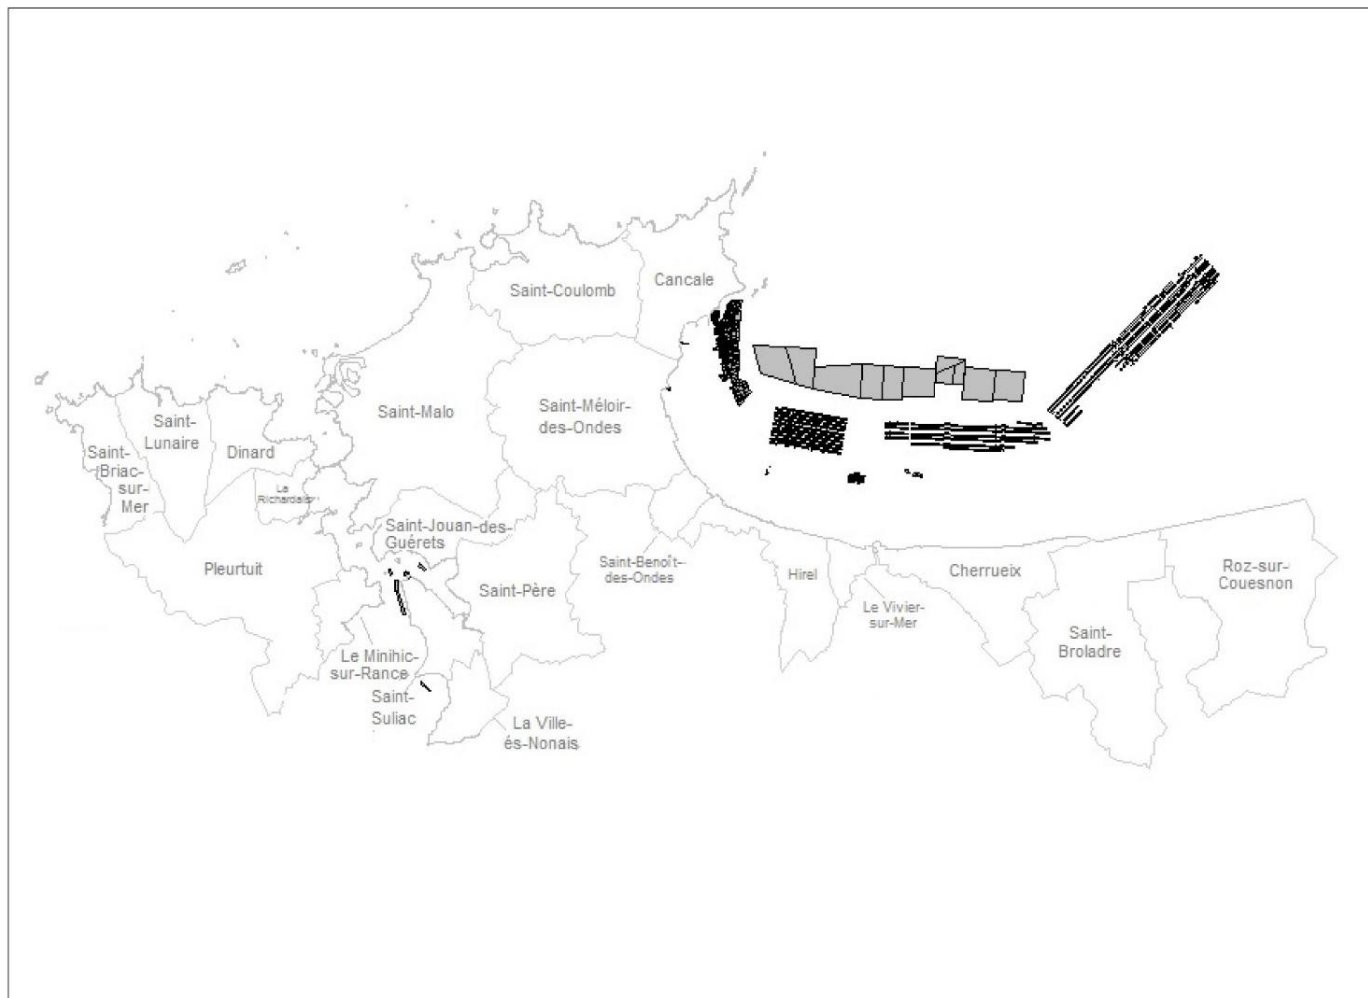 Cancale
Saint-Coulomb
Saint-Malo
Saint-Méloir-
des-Ondes
Saint-
Lunaire
Dinard
Saint-
Briac-
sur-
Mer
La
Richardais
Saint-Jouan-des-
Guérets
Pleurtuit
Saint-Père
Saint-Benoît-
des-Ondes
Hirel
Le Vivier-
sur-Mer
Cherrueix
Roz-sur-
Couesnon
Saint-
Broladre
Le Minihic-
sur-Rance
Saint-
Suliac
La Ville-
és-Nonais